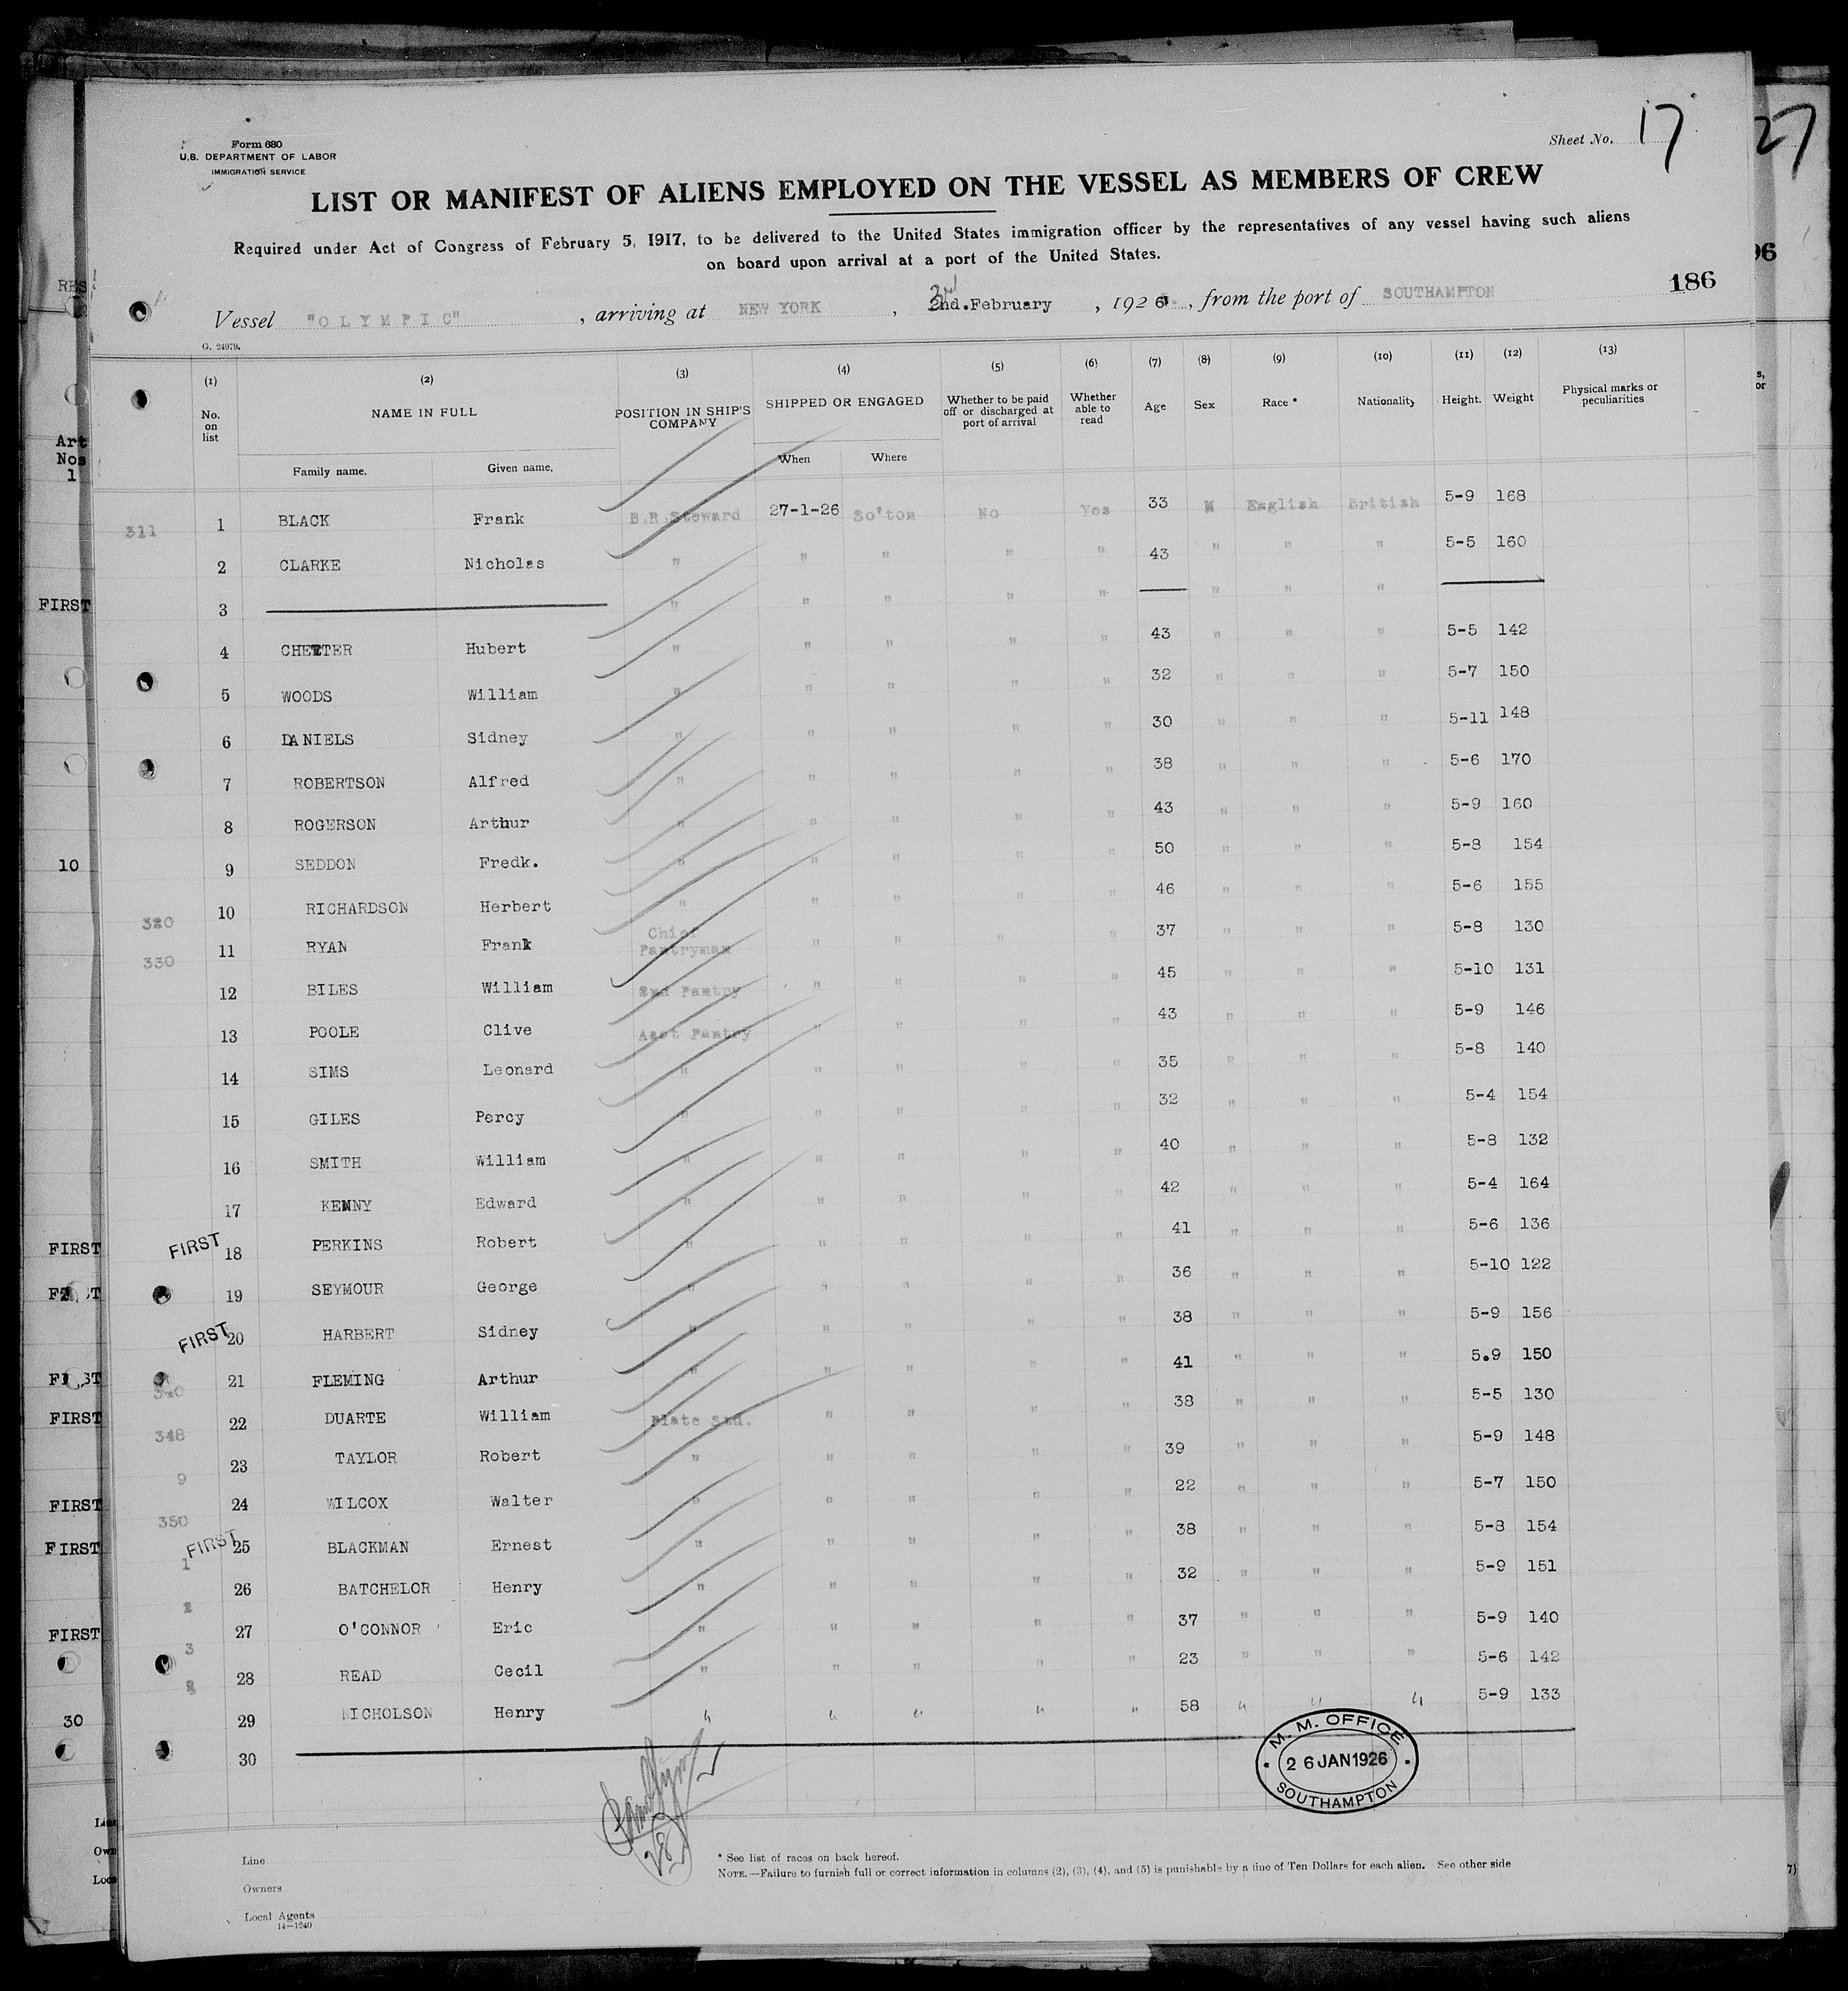 Sheet No. 17
Form 680
U.S. DEPARTMENT OF LABOR
IMMIGRATION SERVICE
LIST OR MANIFEST OF ALIENS EMPLOYED ON THE VESSEL AS MEMBERS OF CREW
Required under Act of Congress of February 5, 1917, to be delivered to the United States immigration officer by the representatives of any vessel having such aliens
on board upon arrival at a port of the United States.
186
Vessel "OLYMPIC", arriving at NEW YORK, 3rd 2nd. February, 1926, from the port of SOUTHAMPTON
G. 24979.
(1) (2) (3) (4) (5) (6) (7) (8) (9) (10) (11) (12) (13)
No. on list NAME IN FULL POSITION IN SHIP'S COMPANY SHIPPED OR ENGAGED Whether to be paid off or discharged at port of arrival Whether able to read Age Sex Race * Nationality Height. Weight Physical marks or peculiarities
Family name. Given name. When Where
311 1 BLACK Frank B.R.Steward 27-1-26 So'ton No Yes 33 M English British 5-9 168
2 CLARKE Nicholas " " " " " 43 " " " 5-5 160
FIRST 3 " " " " " " " "
4 CHETTER Hubert " " " " " 43 " " " 5-5 142
5 WOODS William " " " " " 32 " " " 5-7 150
6 DANIELS Sidney " " " " " 30 " " " 5-11 148
7 ROBERTSON Alfred " " " " " 38 " " " 5-6 170
8 ROGERSON Arthur " " " " " 43 " " " 5-9 160
10 9 SEDDON Fredk. " " " " " 50 " " " 5-8 154
320 10 RICHARDSON Herbert " " " " " 46 " " " 5-6 155
330 11 RYAN Frank Chief Pantryman " " " " 37 " " " 5-8 130
12 BILES William 2nd Pantry " " " " 45 " " " 5-10 131
13 POOLE Clive Asst Pantry " " " " 43 " " " 5-9 146
14 SIMS Leonard " " " " " 35 " " " 5-8 140
15 GILES Percy " " " " " 32 " " " 5-4 154
16 SMITH William " " " " " 40 " " " 5-8 132
17 KENNY Edward " " " " " 42 " " " 5-4 164
FIRST FIRST 18 PERKINS Robert " " " " " 41 " " " 5-6 136
19 SEYMOUR George " " " " " 36 " " " 5-10 122
FIRST 20 HARBERT Sidney " " " " " 38 " " " 5-9 156
340 21 FLEMING Arthur " " " " " 41 " " " 5.9 150
FIRST 348 22 DUARTE William Plate Std. " " " " 38 " " " 5-5 130
9 23 TAYLOR Robert " " " " " 39 " " " 5-9 148
FIRST 350 24 WILCOX Walter " " " " " 22 " " " 5-7 150
FIRST FIRST 1 25 BLACKMAN Ernest " " " " " 38 " " " 5-8 154
2 26 BATCHELOR Henry " " " " " 32 " " " 5-9 151
FIRST 3 27 O'CONNOR Eric " " " " " 37 " " " 5-9 140
28 READ Cecil " " " " " 23 " " " 5-6 142
30 29 NICHOLSON Henry " " " " " 58 " " " 5-9 133
30
M. M. OFFICE
26 JAN 1926
SOUTHAMPTON
28
Line
Owners
Local Agents
14—1240
* See list of races on back hereof.
NOTE.—Failure to furnish full or correct information in columns (2), (3), (4), and (5) is punishable by a fine of Ten Dollars for each alien. See other side
27